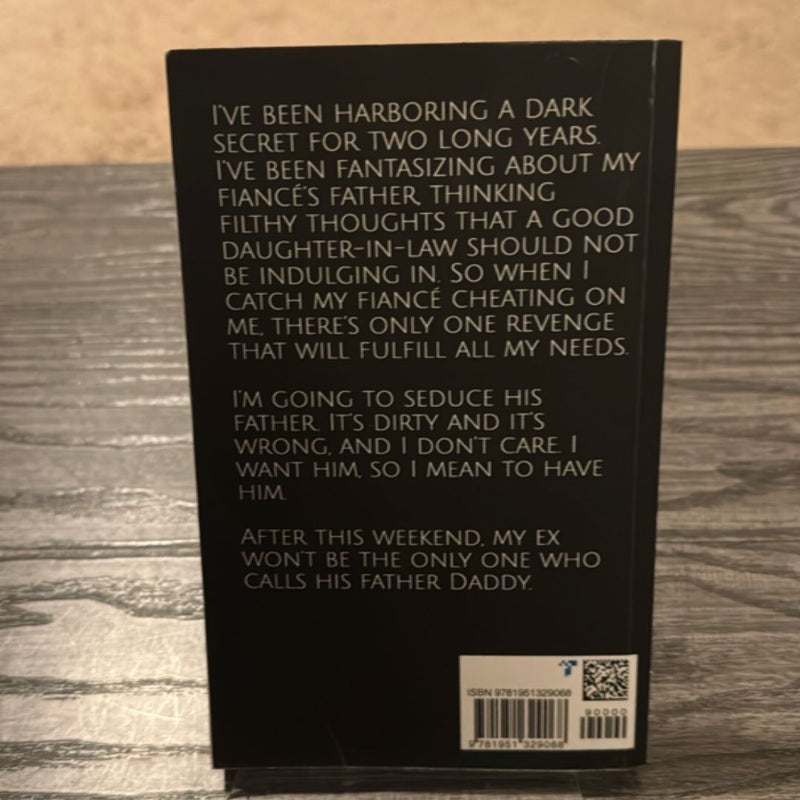 I'VE BEEN HARBORING A DARK
SECRET FOR TWO LONG YEARS.
I'VE BEEN FANTASIZING ABOUT MY
FIANCÉ'S FATHER, THINKING
FILTHY THOUGHTS THAT A GOOD
DAUGHTER-IN-LAW SHOULD NOT
BE INDULGING IN. SO WHEN I
CATCH MY FIANCÉ CHEATING ON
ME, THERE'S ONLY ONE REVENGE
THAT WILL FULFILL ALL MY NEEDS.
I'M GOING TO SEDUCE HIS
FATHER. IT'S DIRTY AND IT'S
WRONG, AND I DON'T CARE. I
WANT HIM, SO I MEAN TO HAVE
HIM.
AFTER THIS WEEKEND, MY EX
WON'T BE THE ONLY ONE WHO
CALLS HIS FATHER DADDY.
ISBN 9781951329068
90000
9 781951 329068